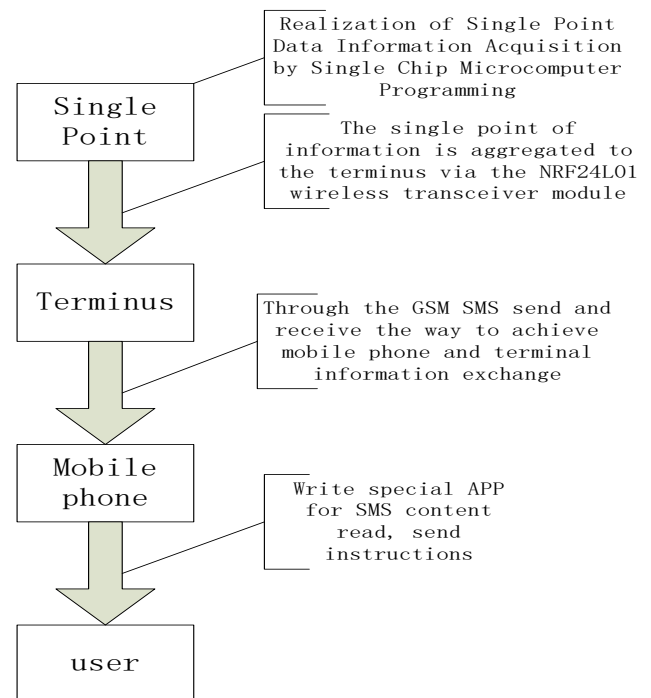 Realization of Single Point
Data Information Acquisition
by Single Chip Microcomputer
Programming
Single
Point
The single point of
information is aggregated to
the terminus via the NRF24L01
wireless transceiver module
Terminus
Through the GSM SMS send and
receive the way to achieve
mobile phone and terminal
information exchange
Mobile
phone
Write special APP
for SMS content
read, send
instructions
user